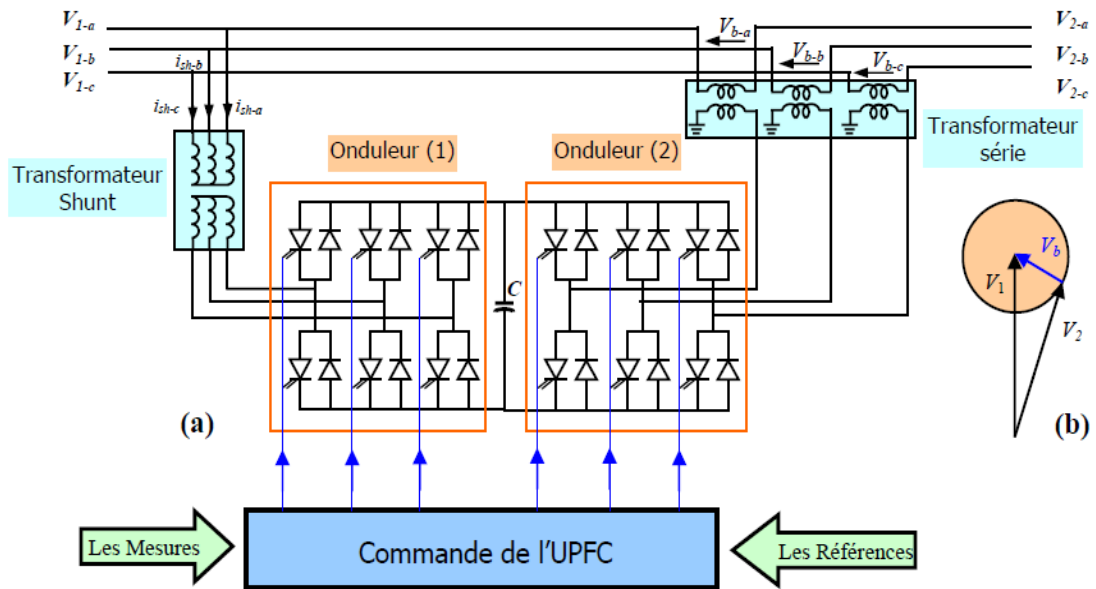 V1-a
V1-b
V1-c
Vb-a
Vb-b
Vb-c
V2-a
V2-b
V2-c
ish-b
ish-c
ish-a
Transformateur
Shunt
Onduleur (1)
Onduleur (2)
Transformateur
série
C
Vb
V1
V2
(a)
(b)
Les Mesures
Commande de l'UPFC
Les Références